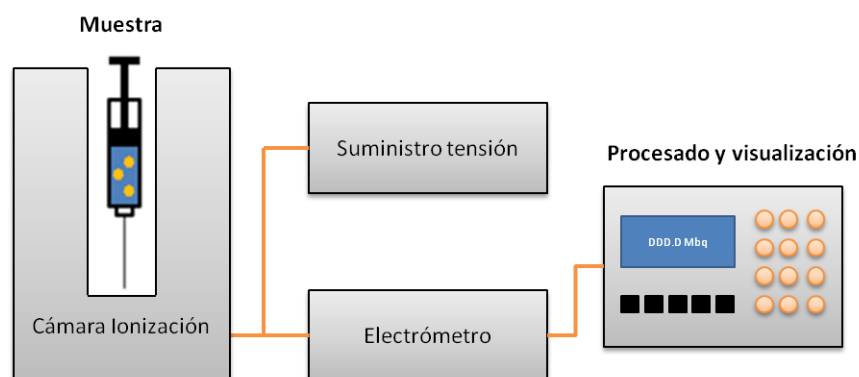 Muestra
Suministro tensión
Procesado y visualización
DDD.D Mbq
Cámara Ionización
Electrómetro